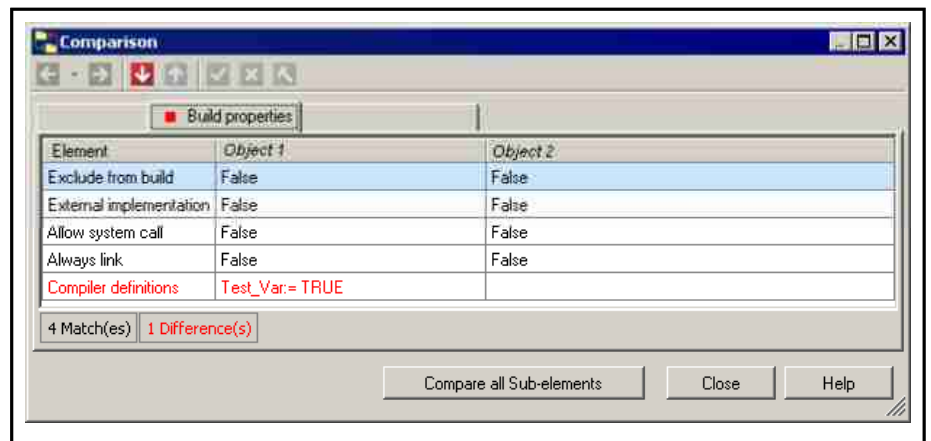 Comparison
Build properties
Element Object 1 Object 2
Exclude from build False False
External implementation False False
Allow system call False False
Always link False False
Compiler definitions Test_Var:= TRUE
4 Match(es) 1 Difference(s)
Compare all Sub-elements Close Help